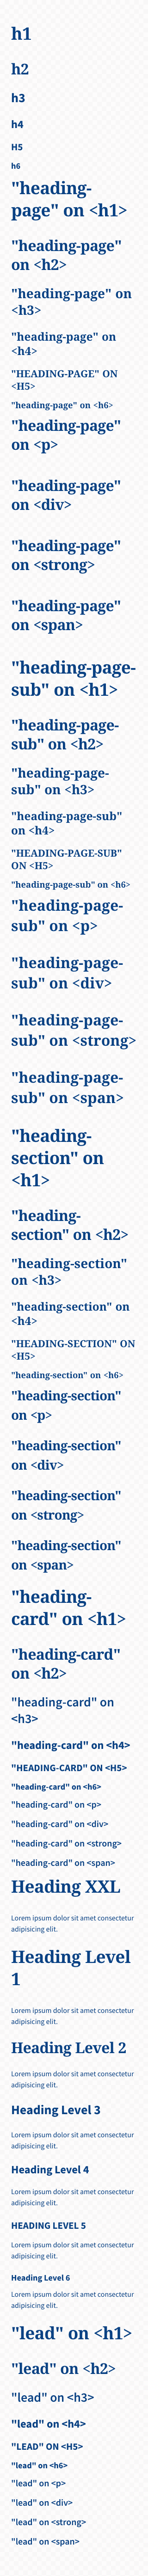 h1
h2
h3
h4
H5
h6
"heading-
page" on <h1>
"heading-page"
on <h2>
"heading-page" on
<h3>
"heading-page" on
<h4>
"HEADING-PAGE" ON
<H5>
"heading-page" on <h6>
"heading-page"
on <p>
"heading-page"
on <div>
"heading-page"
on <strong>
"heading-page"
on <span>
"heading-page-
sub" on <h1>
"heading-page-
sub" on <h2>
"heading-page-
sub" on <h3>
"heading-page-sub"
on <h4>
"HEADING-PAGE-SUB"
ON <H5>
"heading-page-sub" on <h6>
"heading-page-
sub" on <p>
"heading-page-
sub" on <div>
"heading-page-
sub" on <strong>
"heading-page-
sub" on <span>
"heading-
section" on
<h1>
"heading-
section" on <h2>
"heading-section"
on <h3>
"heading-section" on
<h4>
"HEADING-SECTION" ON
<H5>
"heading-section" on <h6>
"heading-section"
on <p>
"heading-section"
on <div>
"heading-section"
on <strong>
"heading-section"
on <span>
"heading-
card" on <h1>
"heading-card"
on <h2>
"heading-card" on
<h3>
"heading-card" on <h4>
"HEADING-CARD" ON <H5>
"heading-card" on <h6>
"heading-card" on <p>
"heading-card" on <div>
"heading-card" on <strong>
"heading-card" on <span>
Heading XXL
Lorem ipsum dolor sit amet consectetur
adipisicing elit.
Heading Level
1
Lorem ipsum dolor sit amet consectetur
adipisicing elit.
Heading Level 2
Lorem ipsum dolor sit amet consectetur
adipisicing elit.
Heading Level 3
Lorem ipsum dolor sit amet consectetur
adipisicing elit.
Heading Level 4
Lorem ipsum dolor sit amet consectetur
adipisicing elit.
HEADING LEVEL 5
Lorem ipsum dolor sit amet consectetur
adipisicing elit.
Heading Level 6
Lorem ipsum dolor sit amet consectetur
adipisicing elit.
"lead" on <h1>
"lead" on <h2>
"lead" on <h3>
"lead" on <h4>
"LEAD" ON <H5>
"lead" on <h6>
"lead" on <p>
"lead" on <div>
"lead" on <strong>
"lead" on <span>